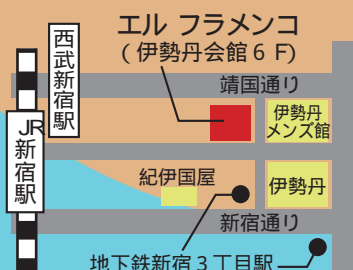 エル フラメンコ
(伊勢丹会館6F)
西武新宿駅
靖国通り
伊勢丹
メンズ館
JR新宿駅
紀伊国屋
伊勢丹
新宿通り
地下鉄新宿3丁目駅